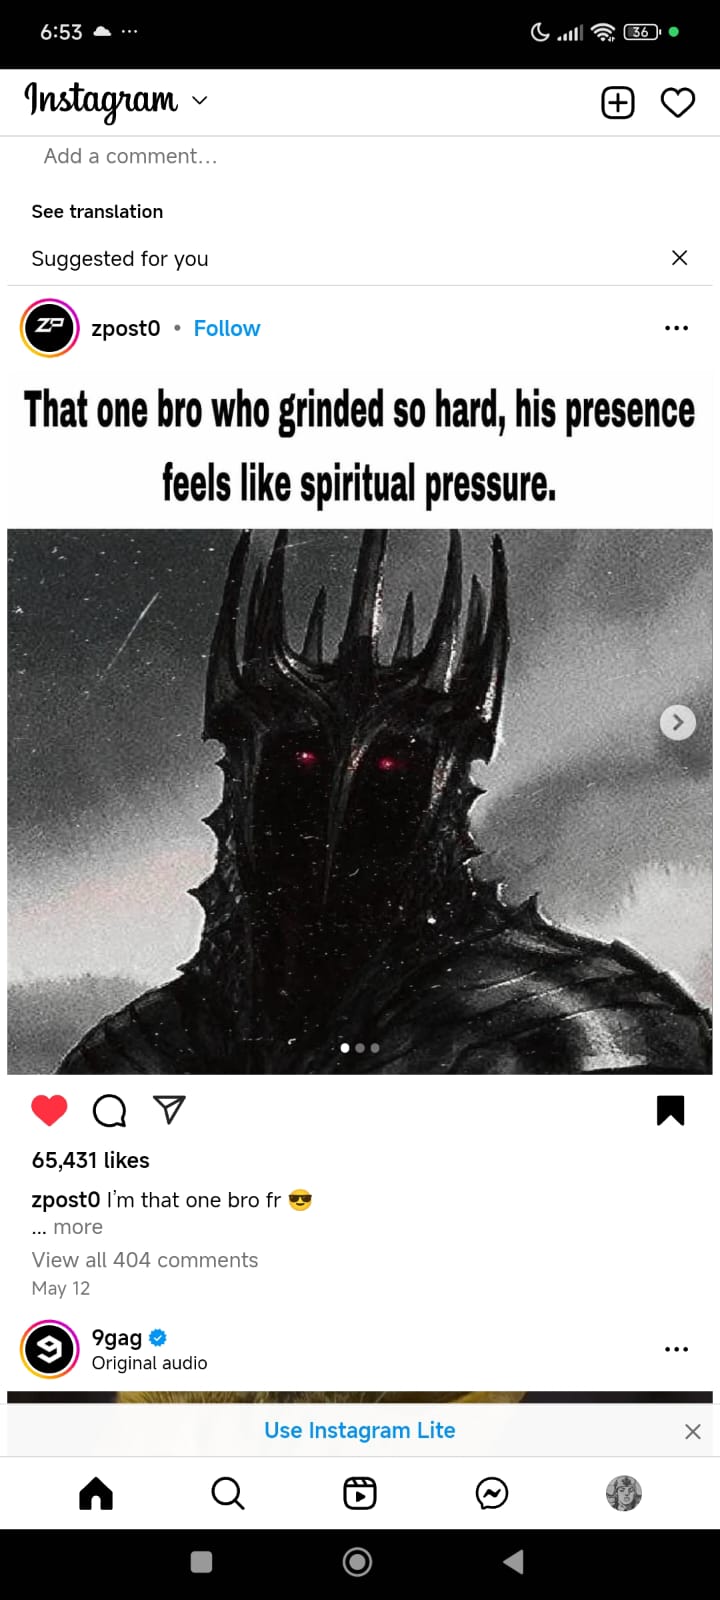 6:53
36
Instagram
Add a comment...
See translation
Suggested for you
ZP
zpost0 • Follow
That one bro who grinded so hard, his presence
feels like spiritual pressure.
65,431 likes
zpost0 I'm that one bro fr 😎
... more
View all 404 comments
May 12
9gag
Original audio
Use Instagram Lite